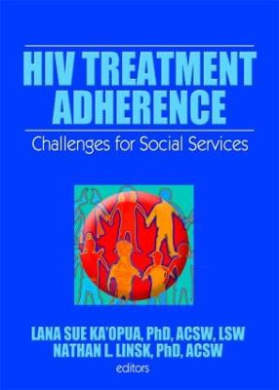 HIV TREATMENT
ADHERENCE
Challenges for Social Services
LANA SUE KA'OPUA, PhD, ACSW, LSW
NATHAN L. LINSK, PhD, ACSW
editors